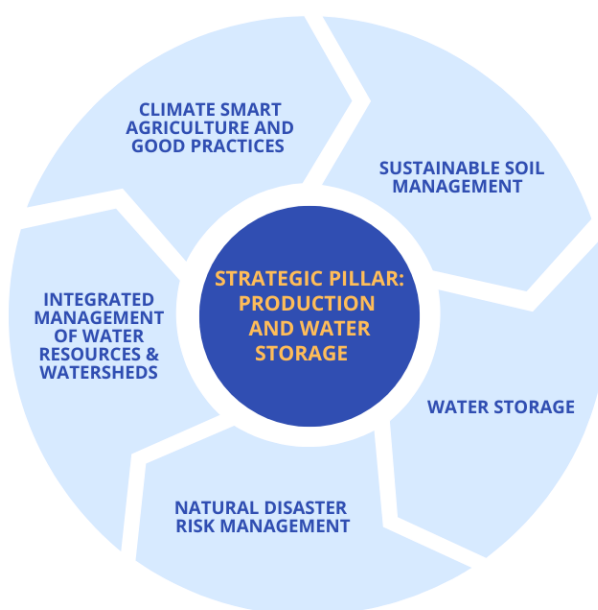 CLIMATE SMART
AGRICULTURE AND
GOOD PRACTICES
SUSTAINABLE SOIL
MANAGEMENT
STRATEGIC PILLAR:
PRODUCTION
AND WATER
STORAGE
INTEGRATED
MANAGEMENT
OF WATER
RESOURCES &
WATERSHEDS
WATER STORAGE
NATURAL DISASTER
RISK MANAGEMENT